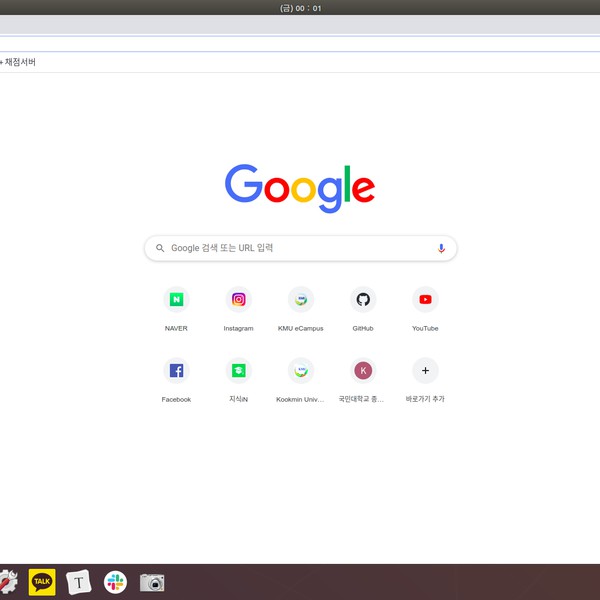 (금) 00 : 01
채점서버
Google
Google 검색 또는 URL 입력
NAVER
Instagram
KMU eCampus
GitHub
YouTube
Facebook
지식iN
Kookmin Univ...
K
국민대학교 종...
바로가기 추가
TALK
T